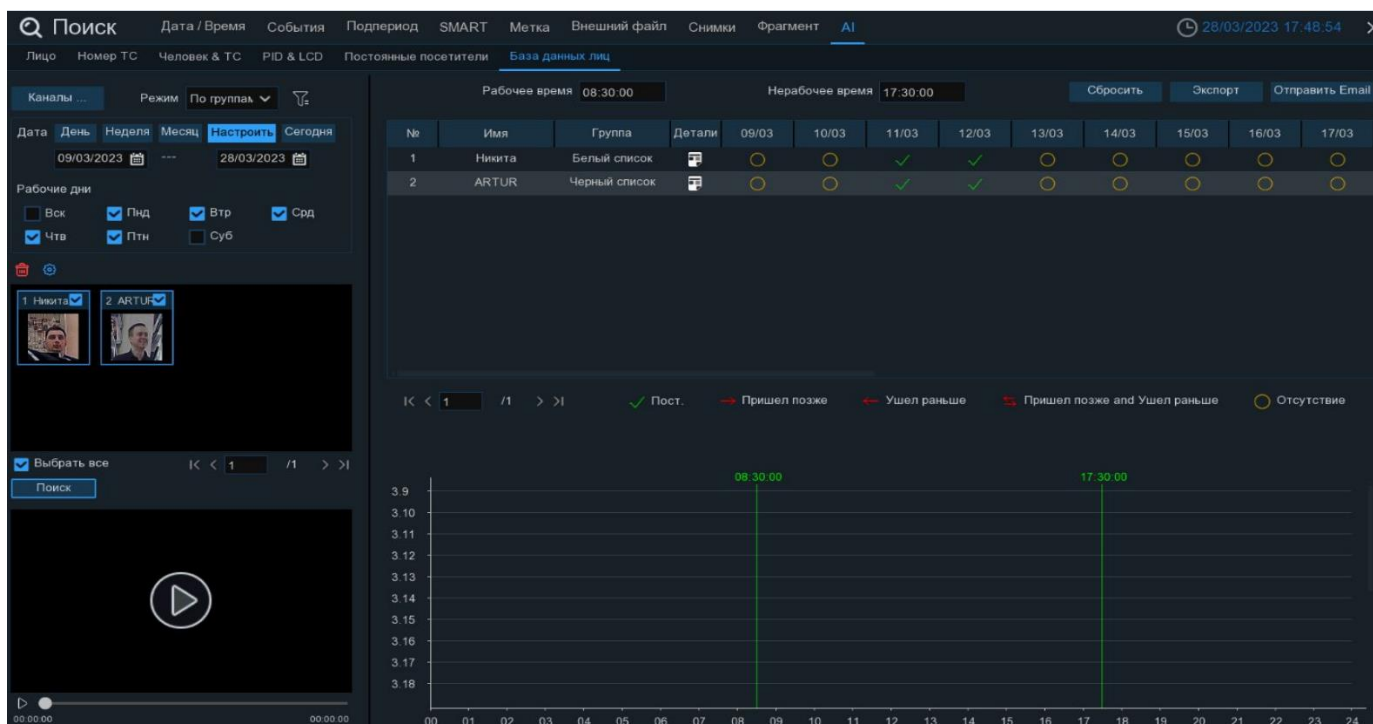 Поиск Дата / Время События Подпериод SMART Метка Внешний файл Снимки Фрагмент AI 28/03/2023 17:48:54
Лицо Номер ТС Человек & ТС PID & LCD Постоянные посетители База данных лиц
Каналы ... Режим По группам
Рабочее время 08:30:00 Нерабочее время 17:30:00 Сбросить Экспорт Отправить Email
Дата День Неделя Месяц Настроить Сегодня
09/03/2023 --- 28/03/2023
Рабочие дни
Вск Пнд Втр Срд
Чтв Птн Суб
№ Имя Группа Детали 09/03 10/03 11/03 12/03 13/03 14/03 15/03 16/03 17/03
1 Никита Белый список
2 ARTUR Черный список
1 Никита 2 ARTUR
1 /1 Пост. Пришел позже Ушел раньше Пришел позже and Ушел раньше Отсутствие
Выбрать все 1 /1
Поиск
08:30:00 17:30:00
3.9
3.10
3.11
3.12
3.13
3.14
3.15
3.16
3.17
3.18
00 01 02 03 04 05 06 07 08 09 10 11 12 13 14 15 16 17 18 19 20 21 22 23 24
00:00:00 00:00:00